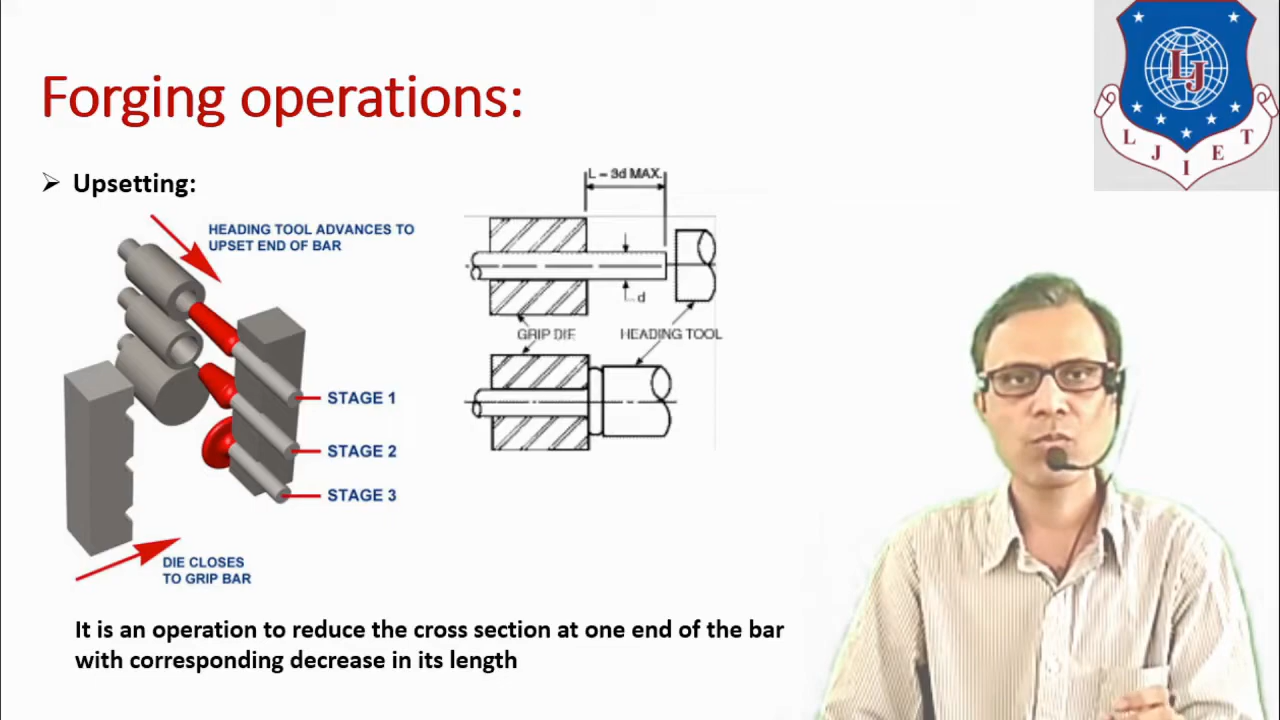 Forging operations:
Upsetting:
HEADING TOOL ADVANCES TO
UPSET END OF BAR
STAGE 1
STAGE 2
STAGE 3
DIE CLOSES
TO GRIP BAR
L = 3d MAX.
d
GRIP DIE
HEADING TOOL
It is an operation to reduce the cross section at one end of the bar
with corresponding decrease in its length
LJ
L J I E T